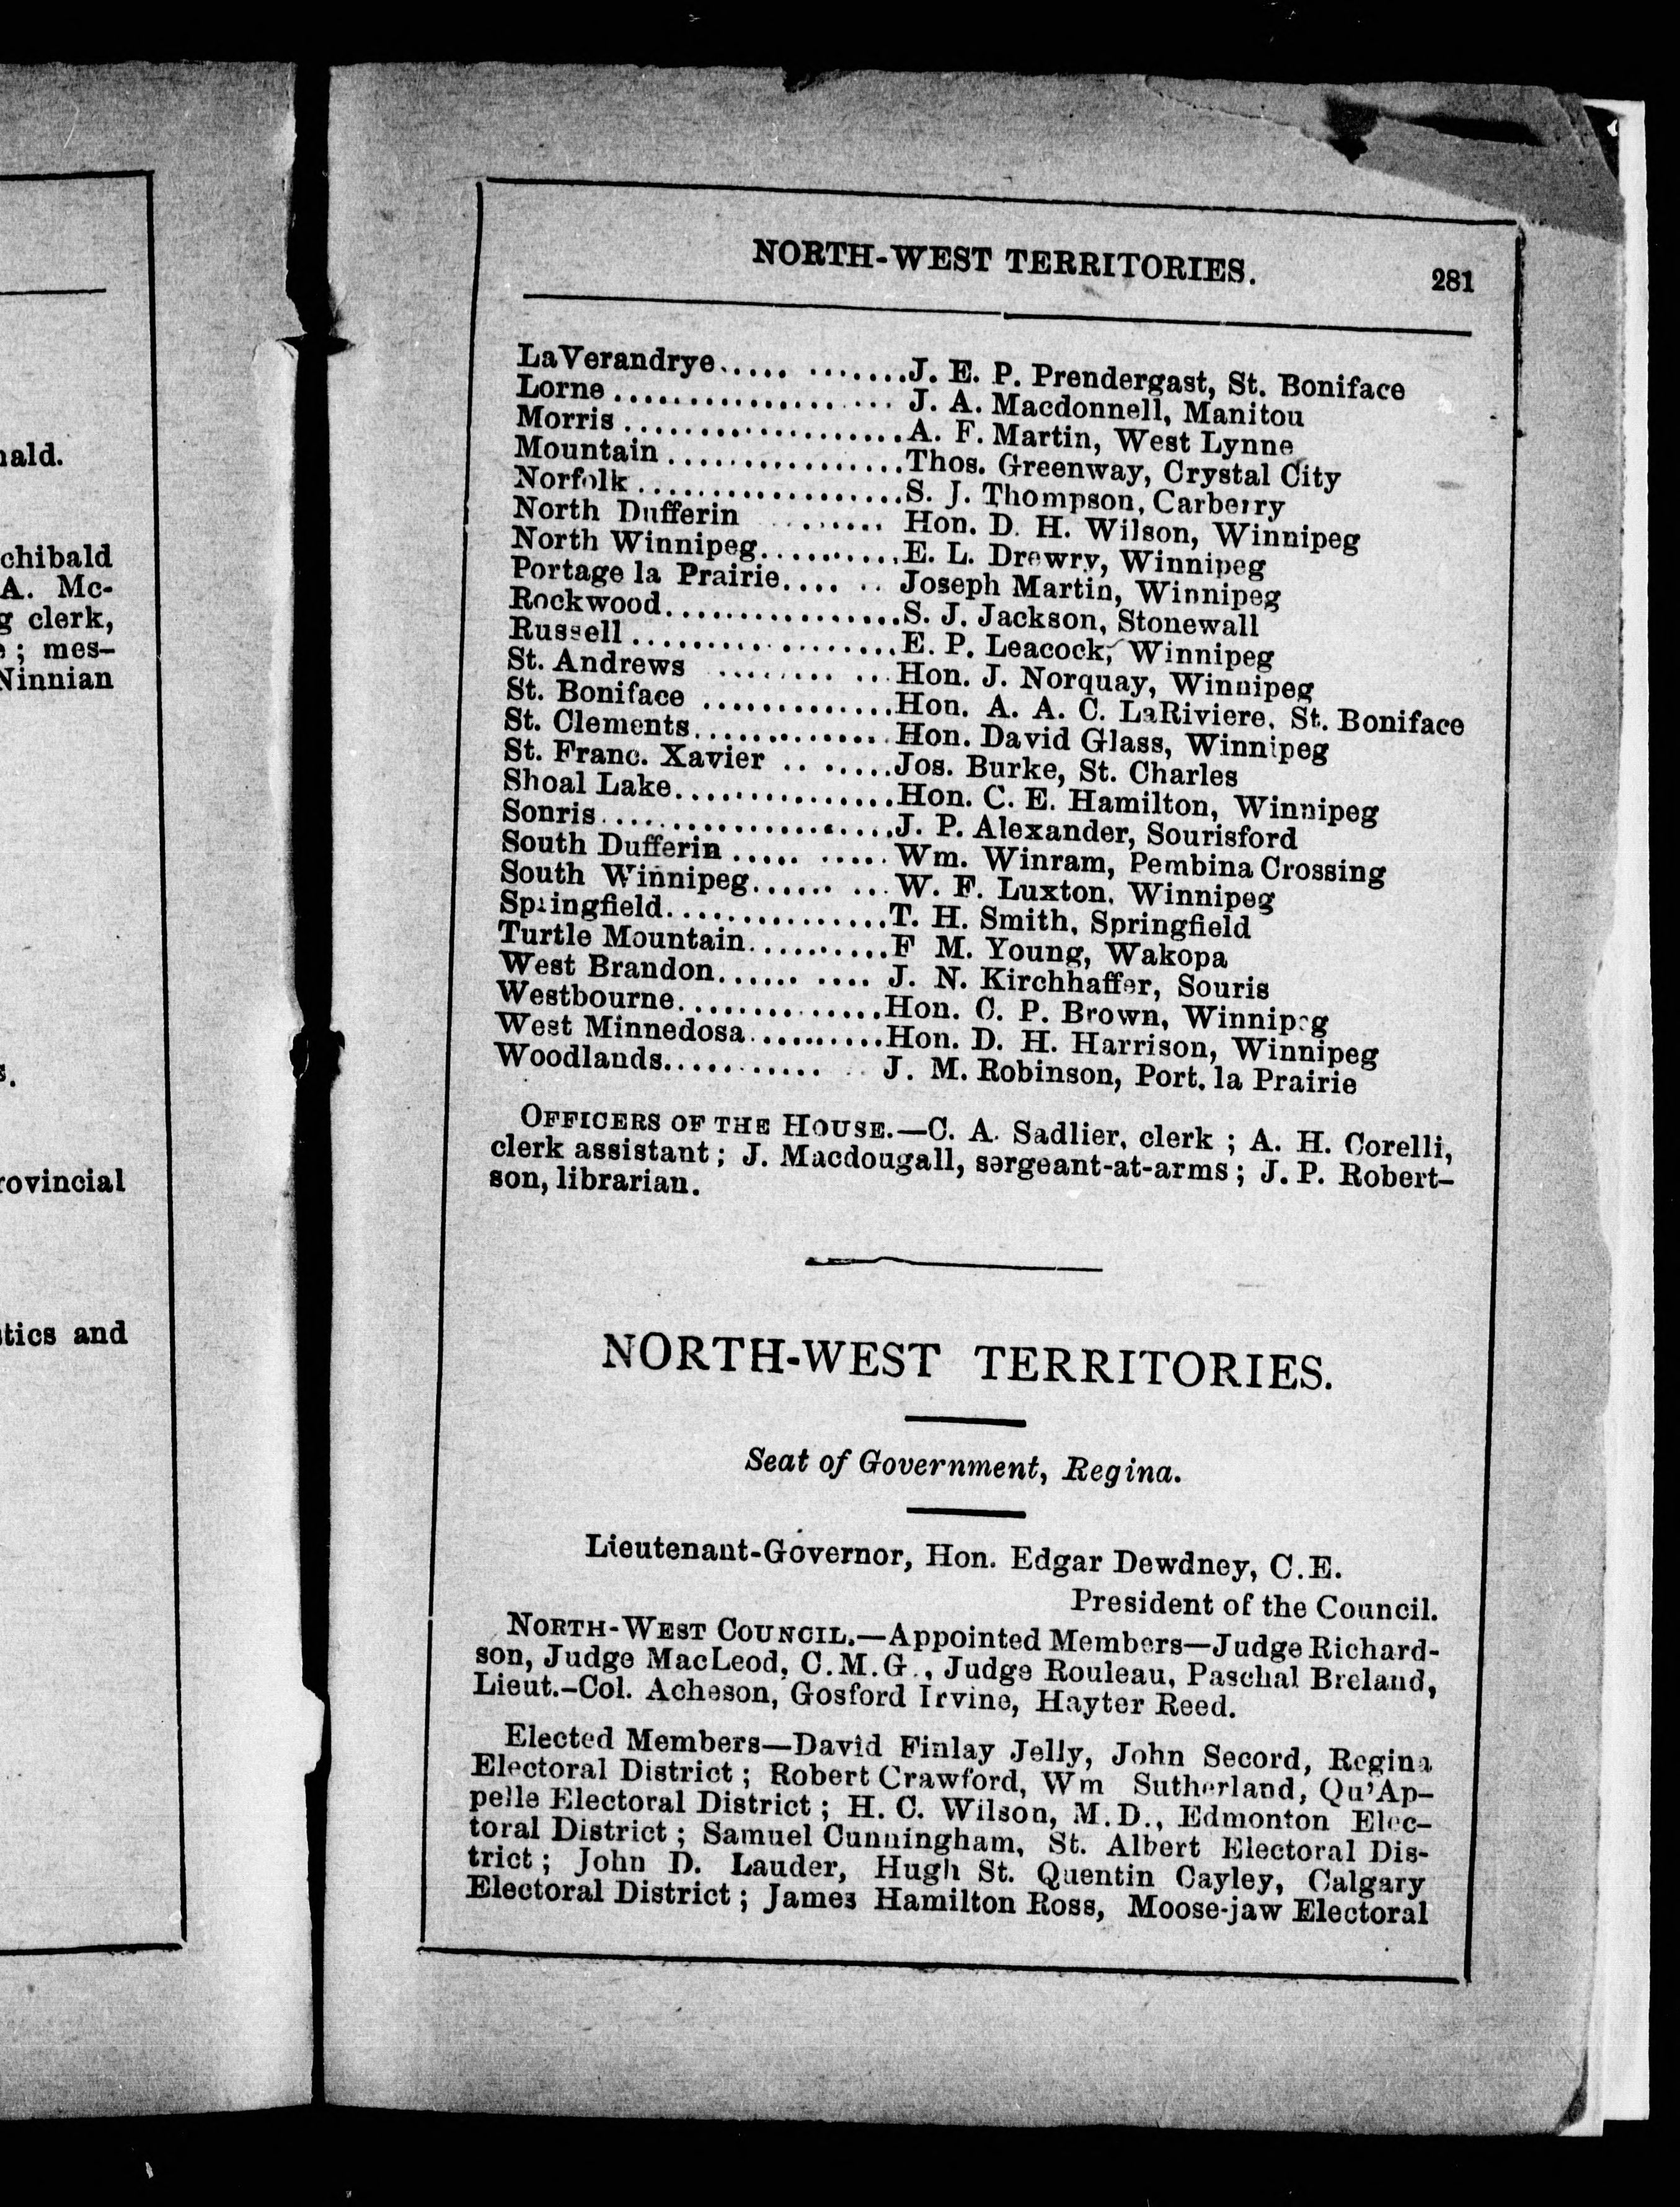 nald.
chibald
A. Mc-
g clerk,
; mes-
Ninnian
s.
rovincial
tics and
NORTH-WEST TERRITORIES. 281
LaVerandrye..... .......J. E. P. Prendergast, St. Boniface
Lorne................... J. A. Macdonnell, Manitou
Morris...................A. F. Martin, West Lynne
Mountain................Thos. Greenway, Crystal City
Norfolk..................S. J. Thompson, Carberry
North Dufferin ........ Hon. D. H. Wilson, Winnipeg
North Winnipeg..........E. L. Drewry, Winnipeg
Portage la Prairie.... .. Joseph Martin, Winnipeg
Rockwood................S. J. Jackson, Stonewall
Russell..................E. P. Leacock, Winnipeg
St. Andrews ........ ...Hon. J. Norquay, Winnipeg
St. Boniface .............Hon. A. A. C. LaRiviere, St. Boniface
St. Clements.............Hon. David Glass, Winnipeg
St. Franc. Xavier .. .....Jos. Burke, St. Charles
Shoal Lake...............Hon. C. E. Hamilton, Winnipeg
Sonris....................J. P. Alexander, Sourisford
South Dufferin ..... .....Wm. Winram, Pembina Crossing
South Winnipeg...... ...W. F. Luxton, Winnipeg
Springfield...............T. H. Smith, Springfield
Turtle Mountain..........F M. Young, Wakopa
West Brandon...... .... J. N. Kirchhaffer, Souris
Westbourne..............Hon. C. P. Brown, Winnipeg
West Minnedosa..........Hon. D. H. Harrison, Winnipeg
Woodlands........... .. J. M. Robinson, Port. la Prairie
OFFICERS OF THE HOUSE.—C. A. Sadlier, clerk ; A. H. Corelli,
clerk assistant ; J. Macdougall, sergeant-at-arms ; J. P. Robert-
son, librarian.
NORTH-WEST TERRITORIES.
Seat of Government, Regina.
Lieutenant-Governor, Hon. Edgar Dewdney, C.E.
President of the Council.
NORTH-WEST COUNCIL.—Appointed Members—Judge Richard-
son, Judge MacLeod, C.M.G., Judge Rouleau, Paschal Breland,
Lieut.-Col. Acheson, Gosford Irvine, Hayter Reed.
Elected Members—David Finlay Jelly, John Secord, Regina
Electoral District ; Robert Crawford, Wm Sutherland, Qu'Ap-
pelle Electoral District ; H. C. Wilson, M.D., Edmonton Elec-
toral District ; Samuel Cunningham, St. Albert Electoral Dis-
trict ; John D. Lauder, Hugh St. Quentin Cayley, Calgary
Electoral District ; James Hamilton Ross, Moose-jaw Electoral